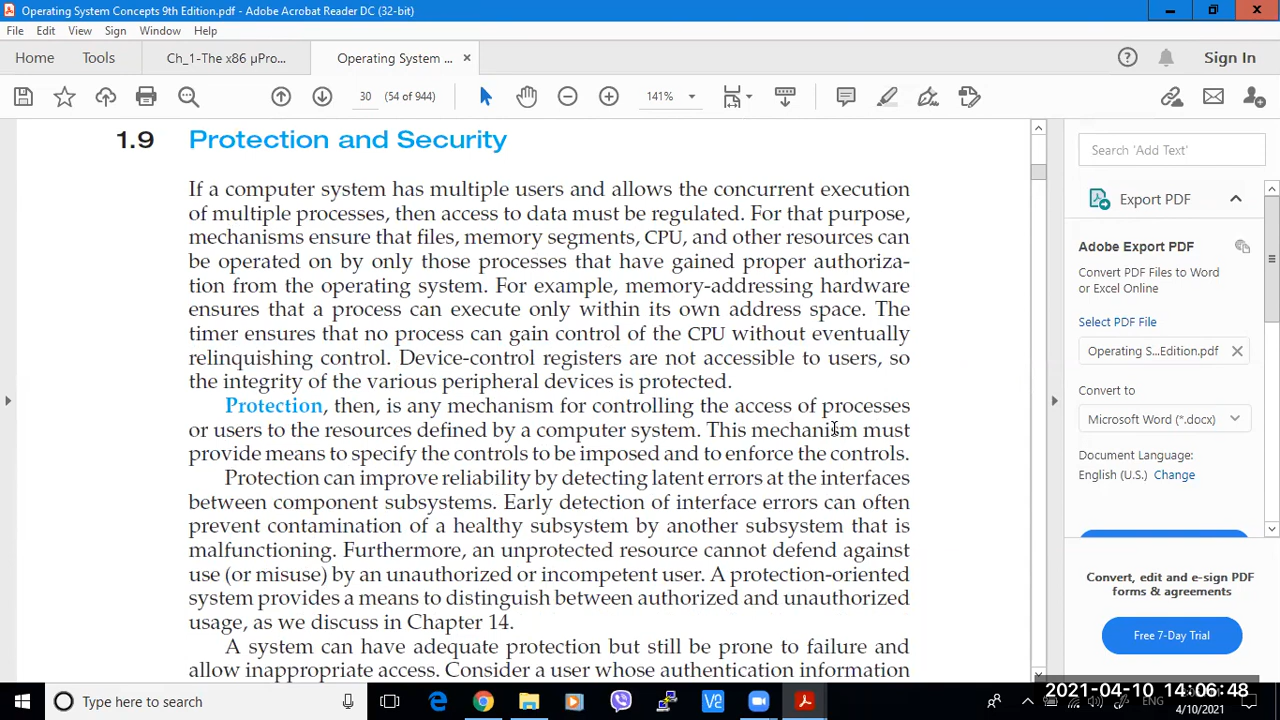 Operating System Concepts 9th Edition.pdf - Adobe Acrobat Reader DC (32-bit)
File Edit View Sign Window Help
Home Tools Ch_1-The x86 µPro... Operating System ... × Sign In
30 (54 of 944) 141%
1.9 Protection and Security
If a computer system has multiple users and allows the concurrent execution
of multiple processes, then access to data must be regulated. For that purpose,
mechanisms ensure that files, memory segments, CPU, and other resources can
be operated on by only those processes that have gained proper authoriza-
tion from the operating system. For example, memory-addressing hardware
ensures that a process can execute only within its own address space. The
timer ensures that no process can gain control of the CPU without eventually
relinquishing control. Device-control registers are not accessible to users, so
the integrity of the various peripheral devices is protected.
Protection, then, is any mechanism for controlling the access of processes
or users to the resources defined by a computer system. This mechanism must
provide means to specify the controls to be imposed and to enforce the controls.
Protection can improve reliability by detecting latent errors at the interfaces
between component subsystems. Early detection of interface errors can often
prevent contamination of a healthy subsystem by another subsystem that is
malfunctioning. Furthermore, an unprotected resource cannot defend against
use (or misuse) by an unauthorized or incompetent user. A protection-oriented
system provides a means to distinguish between authorized and unauthorized
usage, as we discuss in Chapter 14.
A system can have adequate protection but still be prone to failure and
allow inappropriate access. Consider a user whose authentication information
Search 'Add Text'
Export PDF
Adobe Export PDF
Convert PDF Files to Word
or Excel Online
Select PDF File
Operating S...Edition.pdf ×
Convert to
Microsoft Word (*.docx)
Document Language:
English (U.S.) Change
Convert, edit and e-sign PDF
forms & agreements
Free 7-Day Trial
Type here to search
ENG
2021-04-10 14:06:48
4/10/2021